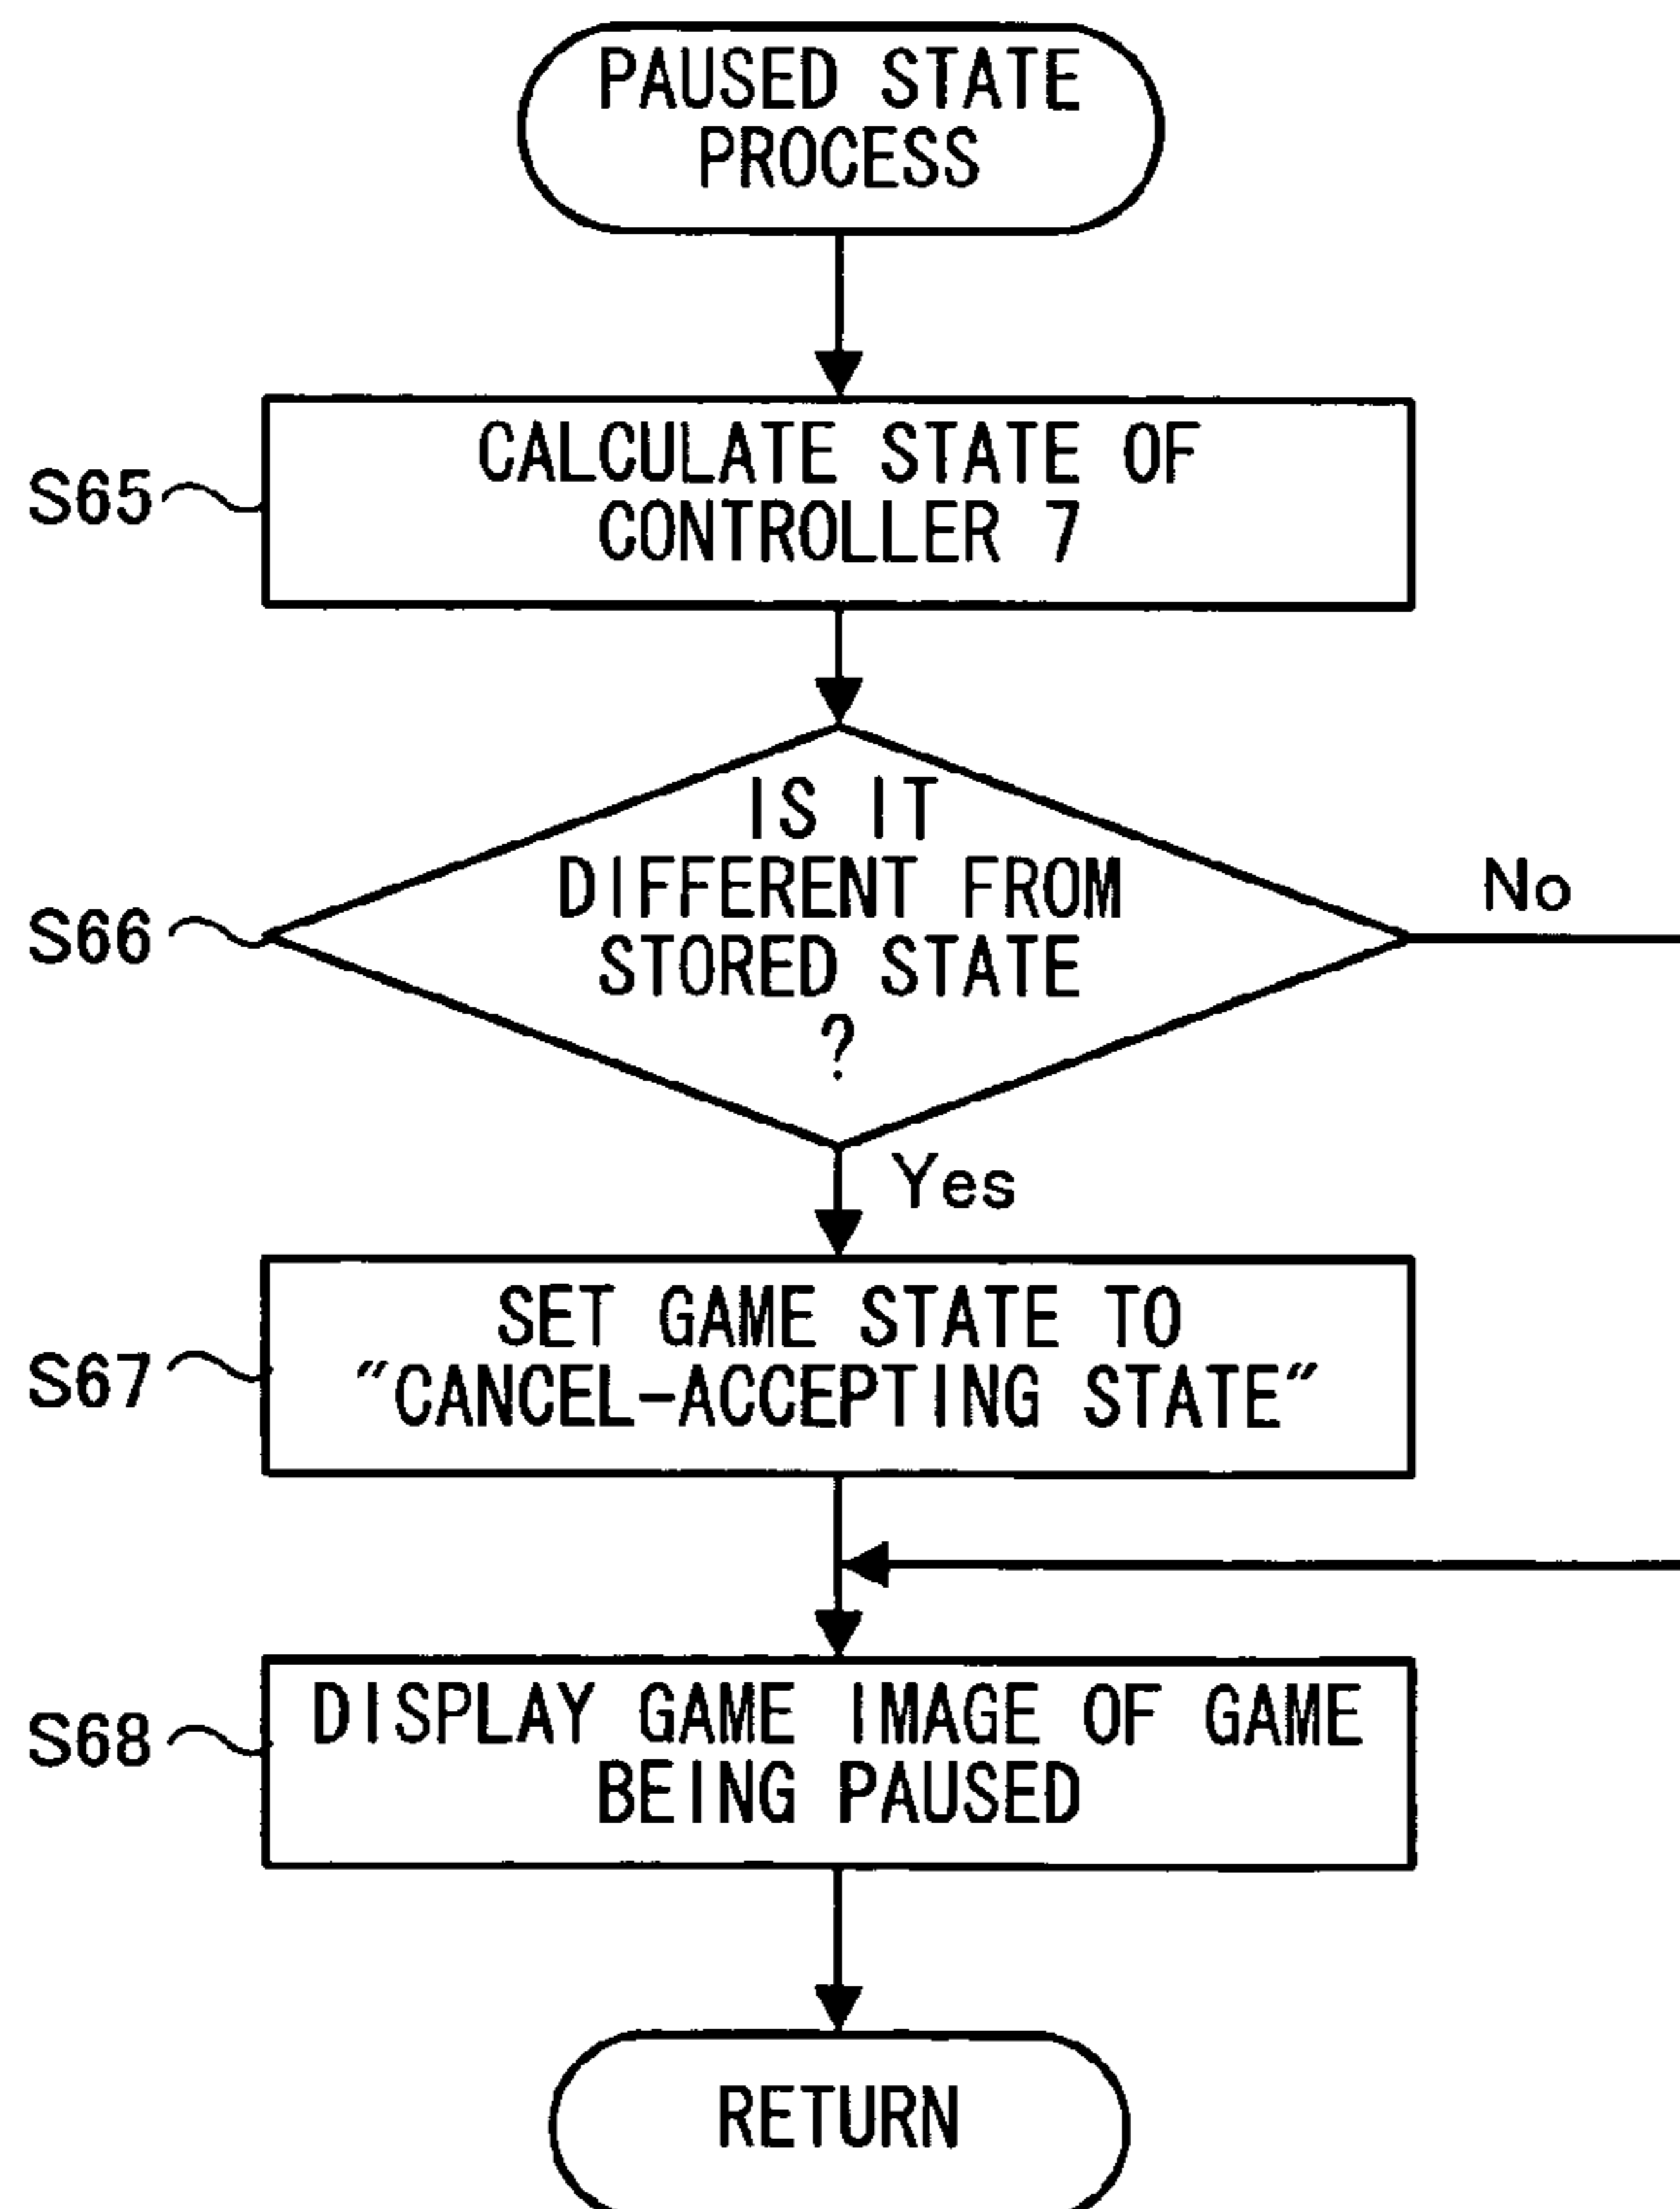 PAUSED STATE
PROCESS
S65
CALCULATE STATE OF
CONTROLLER 7
S66
IS IT
DIFFERENT FROM
STORED STATE
?
No
Yes
S67
SET GAME STATE TO
"CANCEL-ACCEPTING STATE"
S68
DISPLAY GAME IMAGE OF GAME
BEING PAUSED
RETURN